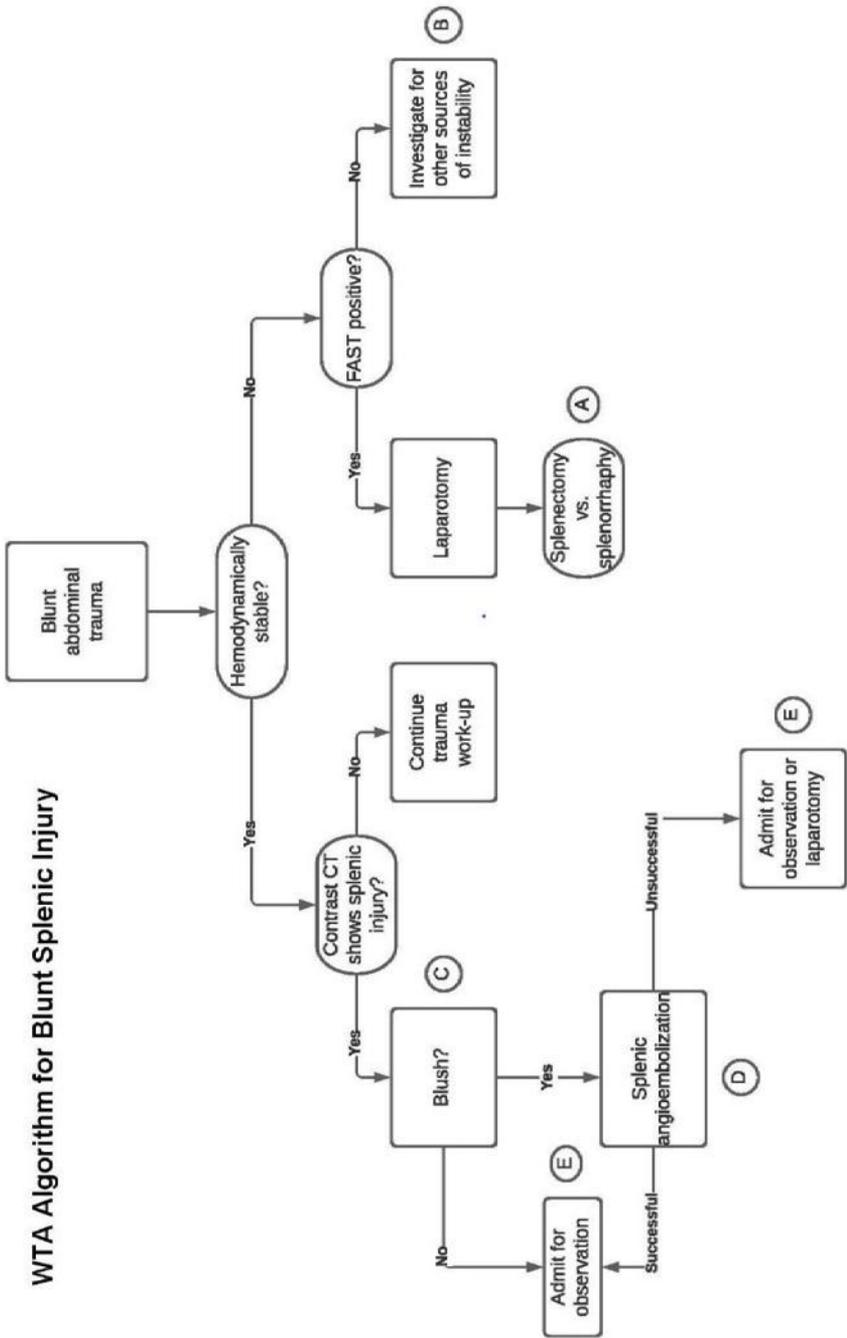 WTA Algorithm for Blunt Splenic Injury
Blunt
abdominal
trauma
Hemodynamically
stable?
Yes
No
Contrast CT
shows splenic
injury?
FAST positive?
Yes
No
Yes
No
Blush?
C
Continue
trauma
work-up
Laparotomy
Investigate for
other sources
of instability
B
No
Yes
Admit for
observation
E
Splenectomy
vs.
splenorrhaphy
A
Splenic
angioembolization
D
Successful
Unsuccessful
Admit for
observation or
laparotomy
E